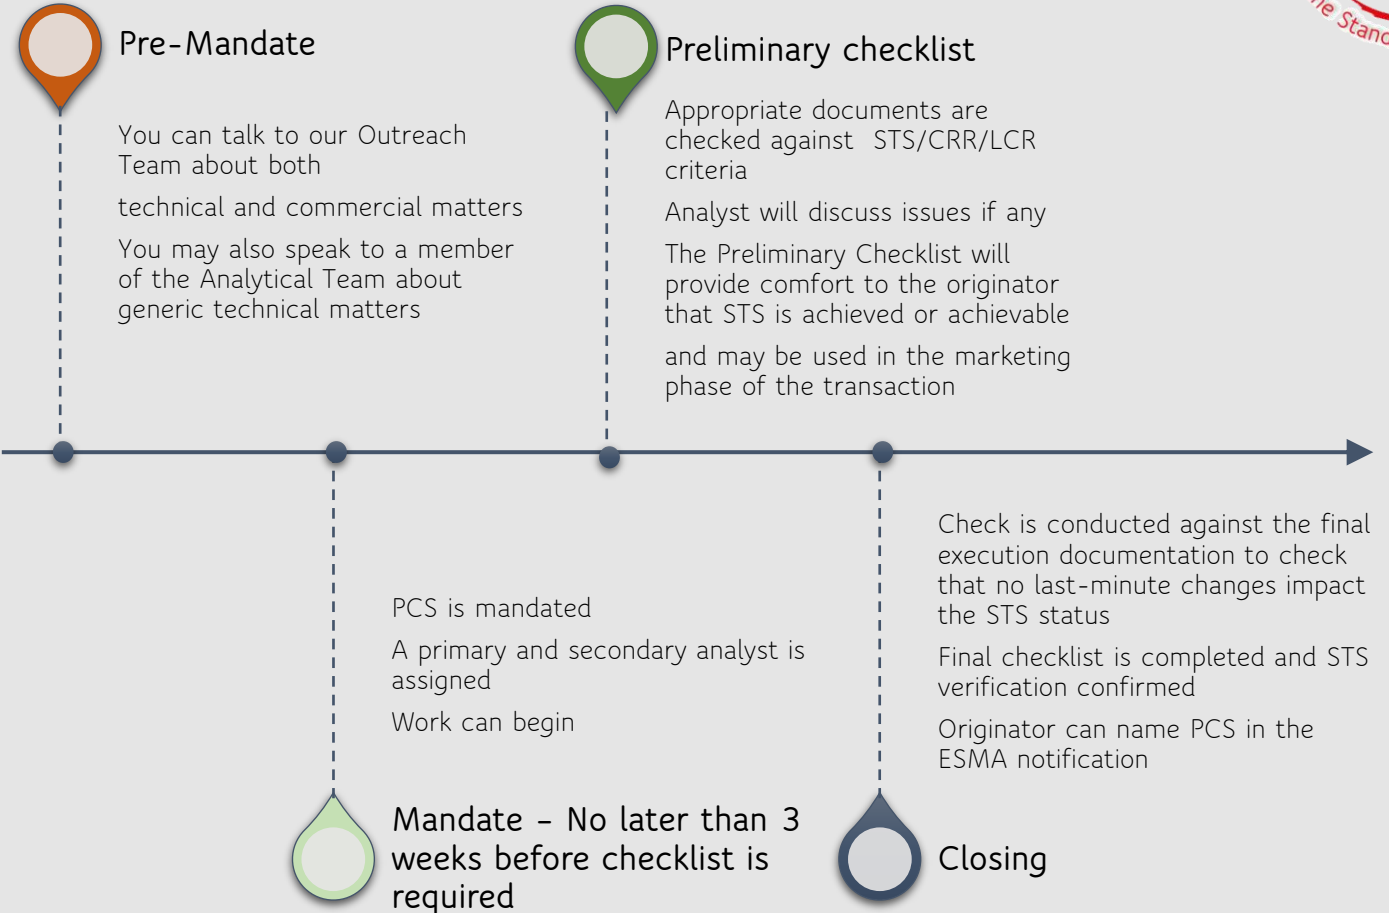 Pre-Mandate
You can talk to our Outreach
Team about both
technical and commercial matters
You may also speak to a member
of the Analytical Team about
generic technical matters
Preliminary checklist
Appropriate documents are
checked against STS/CRR/LCR
criteria
Analyst will discuss issues if any
The Preliminary Checklist will
provide comfort to the originator
that STS is achieved or achievable
and may be used in the marketing
phase of the transaction
PCS is mandated
A primary and secondary analyst is
assigned
Work can begin
Mandate – No later than 3
weeks before checklist is
required
Check is conducted against the final
execution documentation to check
that no last-minute changes impact
the STS status
Final checklist is completed and STS
verification confirmed
Originator can name PCS in the
ESMA notification
Closing